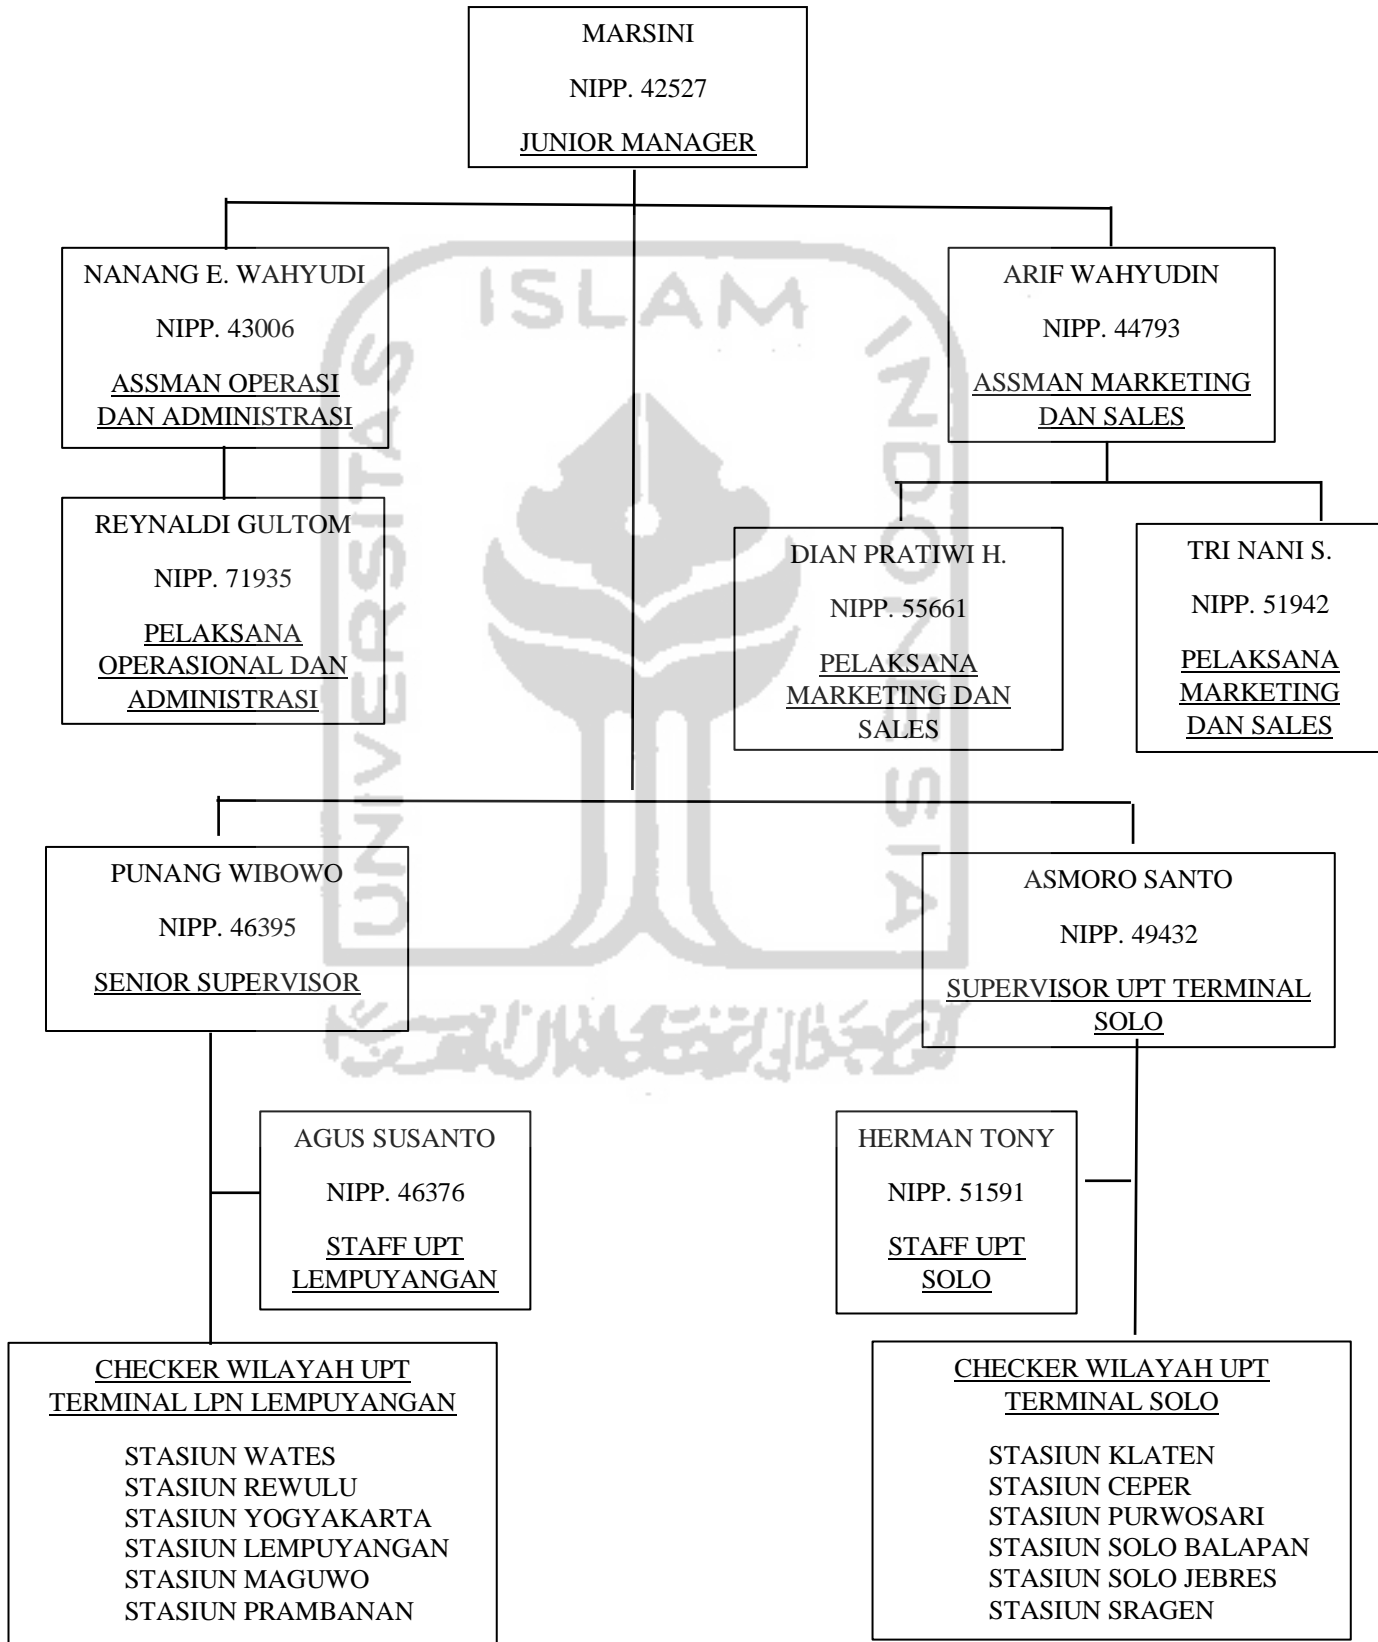 MARSINI
NIPP. 42527
JUNIOR MANAGER
NANANG E. WAHYUDI
NIPP. 43006
ASSMAN OPERASI
DAN ADMINISTRASI
ARIF WAHYUDIN
NIPP. 44793
ASSMAN MARKETING
DAN SALES
REYNALDI GULTOM
NIPP. 71935
PELAKSANA
OPERASIONAL DAN
ADMINISTRASI
DIAN PRATIWI H.
NIPP. 55661
PELAKSANA
MARKETING DAN
SALES
TRI NANI S.
NIPP. 51942
PELAKSANA
MARKETING
DAN SALES
PUNANG WIBOWO
NIPP. 46395
SENIOR SUPERVISOR
ASMORO SANTO
NIPP. 49432
SUPERVISOR UPT TERMINAL
SOLO
AGUS SUSANTO
NIPP. 46376
STAFF UPT
LEMPUYANGAN
HERMAN TONY
NIPP. 51591
STAFF UPT
SOLO
CHECKER WILAYAH UPT
TERMINAL LPN LEMPUYANGAN
STASIUN WATES
STASIUN REWULU
STASIUN YOGYAKARTA
STASIUN LEMPUYANGAN
STASIUN MAGUWO
STASIUN PRAMBANAN
CHECKER WILAYAH UPT
TERMINAL SOLO
STASIUN KLATEN
STASIUN CEPER
STASIUN PURWOSARI
STASIUN SOLO BALAPAN
STASIUN SOLO JEBRES
STASIUN SRAGEN
UNIVERSITAS
ISLAM
INDONESIA